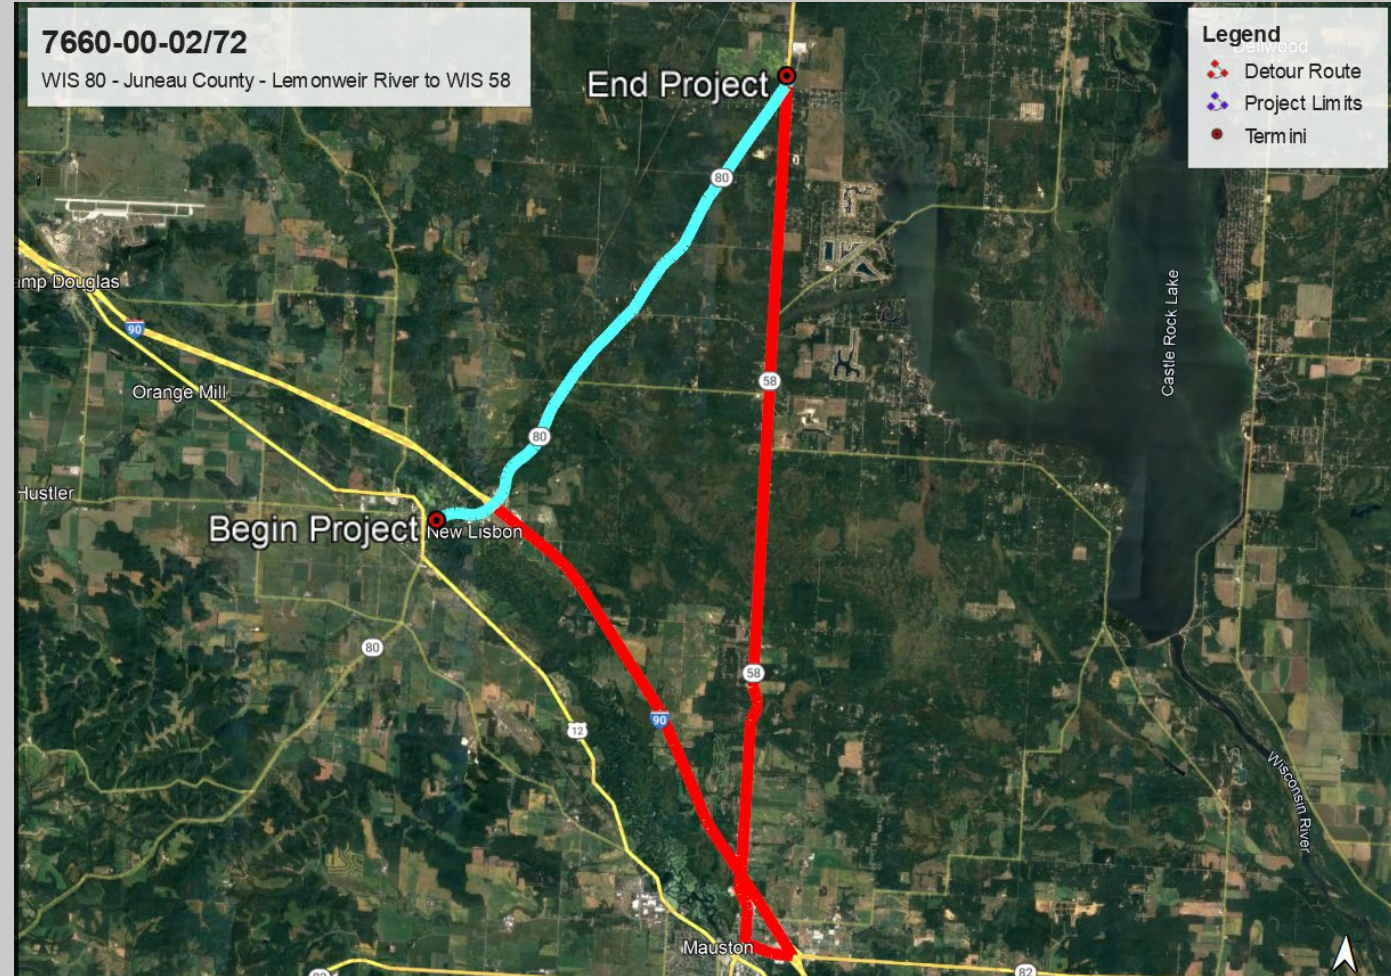 7660-00-02/72
WIS 80 - Juneau County - Lemonweir River to WIS 58
Legend
Dellwood
Detour Route
Project Limits
Termini
End Project
80
amp Douglas
90
Castle Rock Lake
58
Orange Mill
80
Hustler
Begin Project
New Lisbon
80
58
90
12
Wisconsin River
Mauston
82